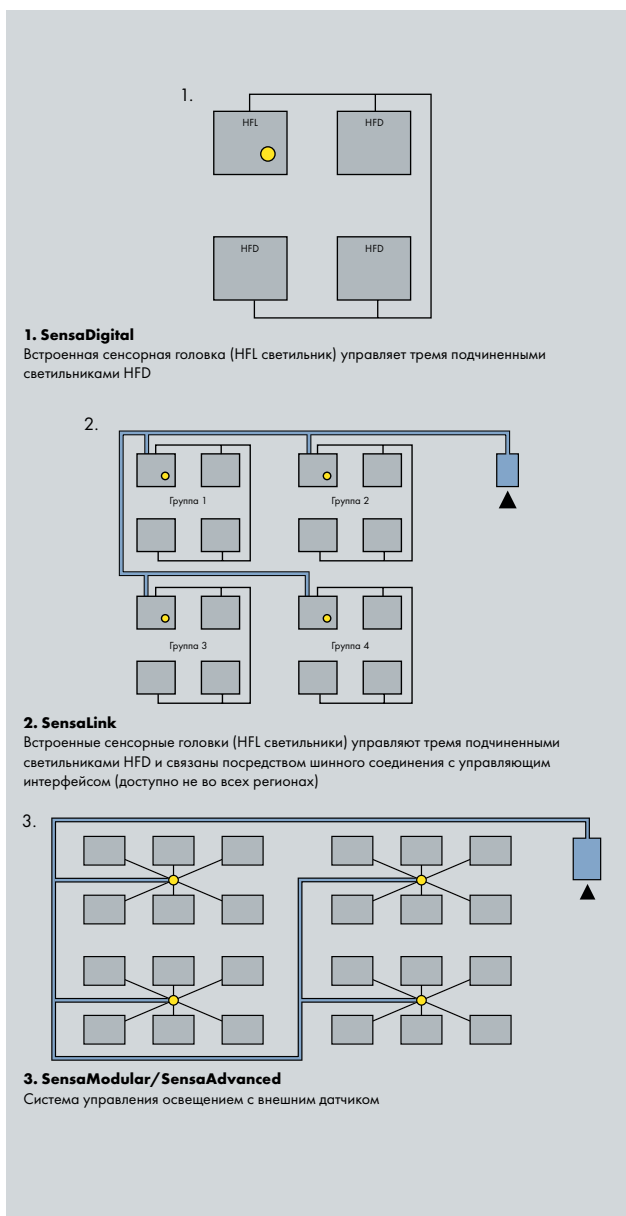 1.
HFL
HFD
HFD
HFD
1. SensaDigital
Встроенная сенсорная головка (HFL светильник) управляет тремя подчиненными
светильниками HFD
2.
Группа 1
Группа 2
Группа 3
Группа 4
2. SensaLink
Встроенные сенсорные головки (HFL светильники) управляют тремя подчиненными
светильниками HFD и связаны посредством шинного соединения с управляющим
интерфейсом (доступно не во всех регионах)
3.
3. SensaModular/SensaAdvanced
Система управления освещением с внешним датчиком